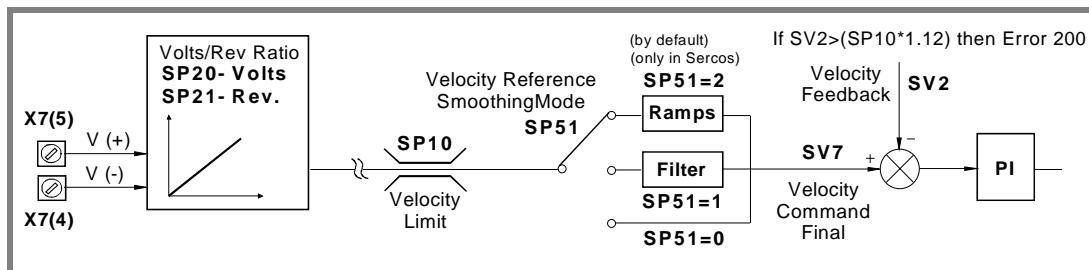 Volts/Rev Ratio
SP20- Volts
SP21- Rev.
X7(5)
V (+)
V (-)
X7(4)
SP10
Velocity
Limit
Velocity Reference
SmoothingMode
SP51
(by default)
(only in Sercos)
SP51=2
Ramps
Filter
SP51=1
SP51=0
If SV2>(SP10*1.12) then Error 200
Velocity
Feedback
SV2
−
+
SV7
Velocity
Command
Final
PI